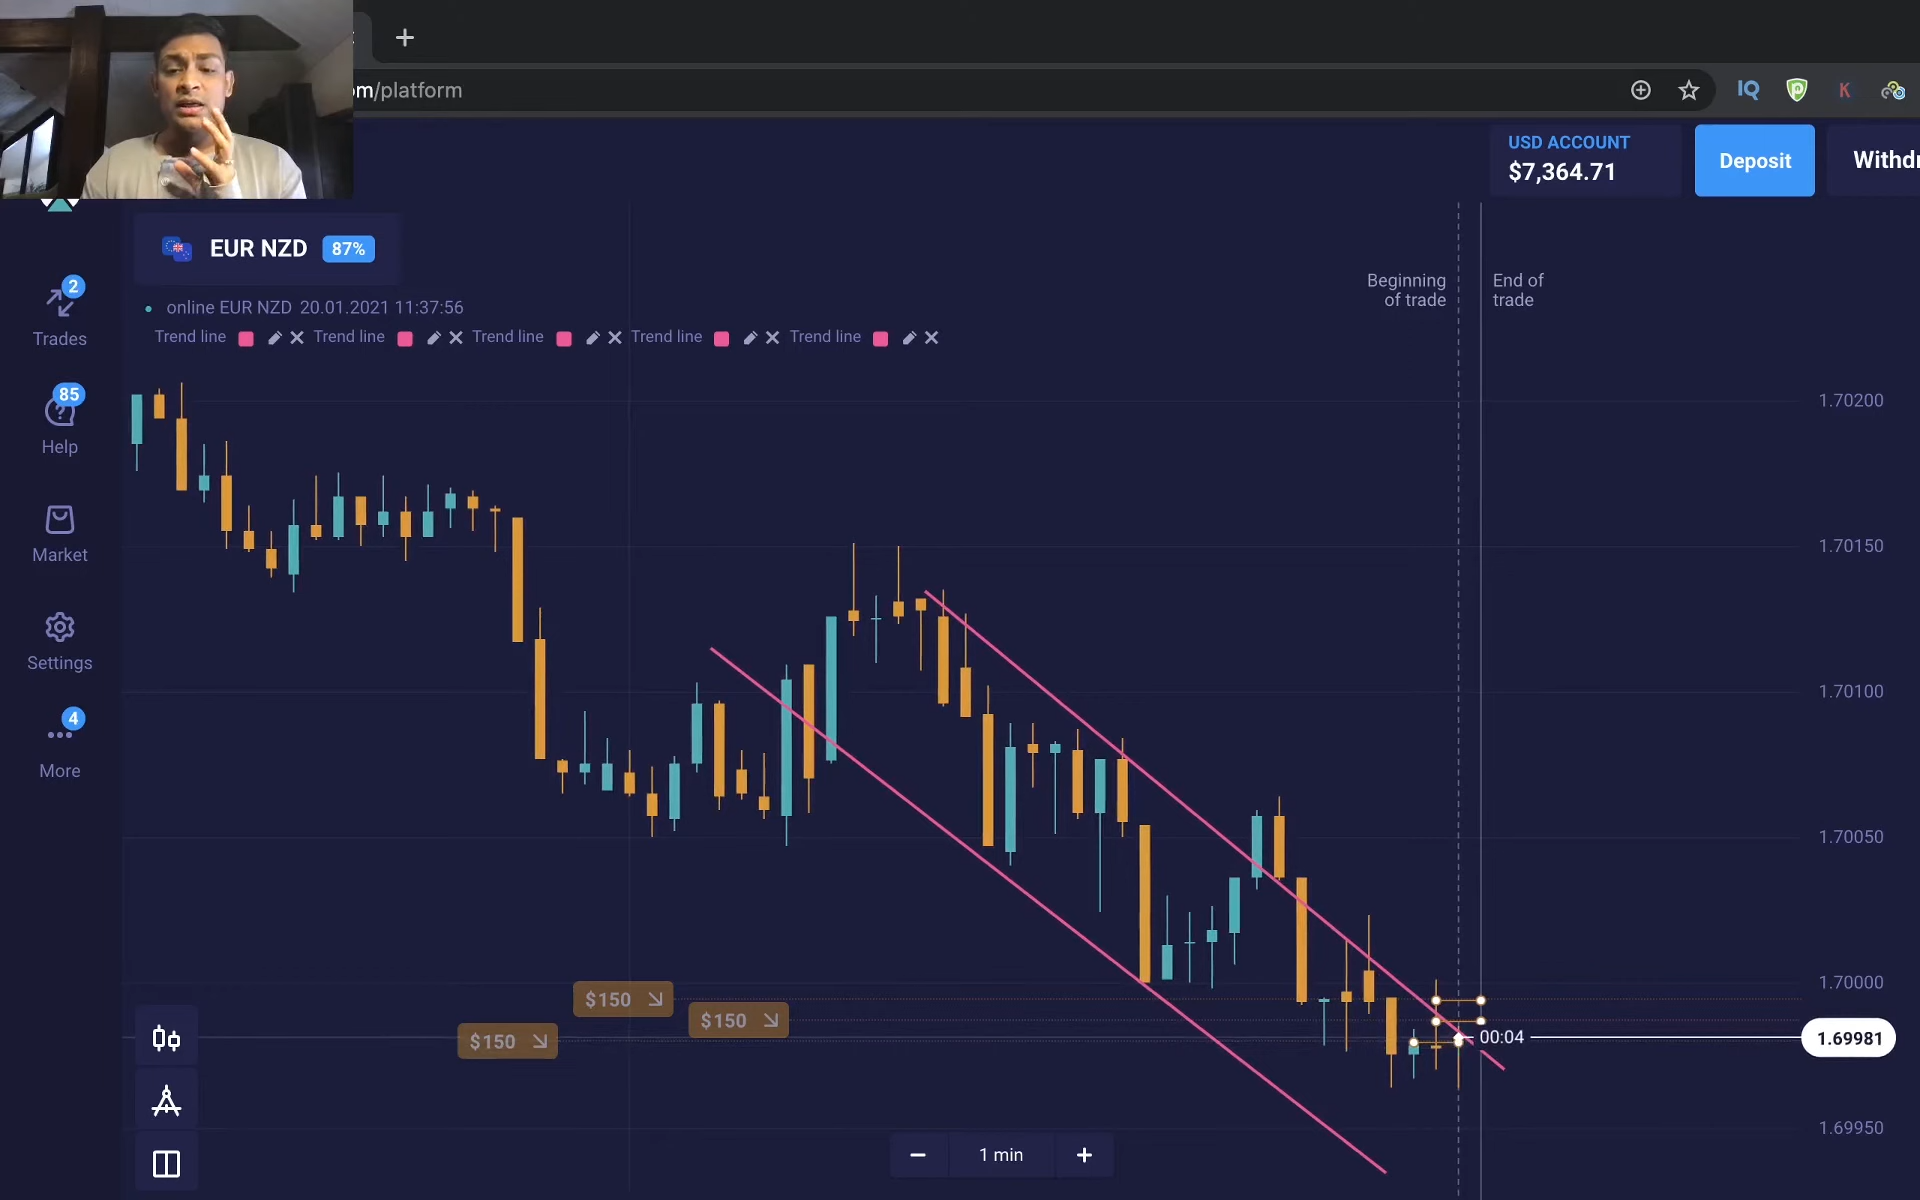 om/platform
IQ
K
USD ACCOUNT
$7,364.71
Deposit
Withdr
EUR NZD 87%
Beginning of trade
End of trade
online EUR NZD 20.01.2021 11:37:56
Trend line Trend line Trend line Trend line Trend line
2
Trades
85
Help
Market
Settings
4
More
1.70200
1.70150
1.70100
1.70050
1.70000
$150
$150
$150
00:04
1.69981
1.69950
1 min